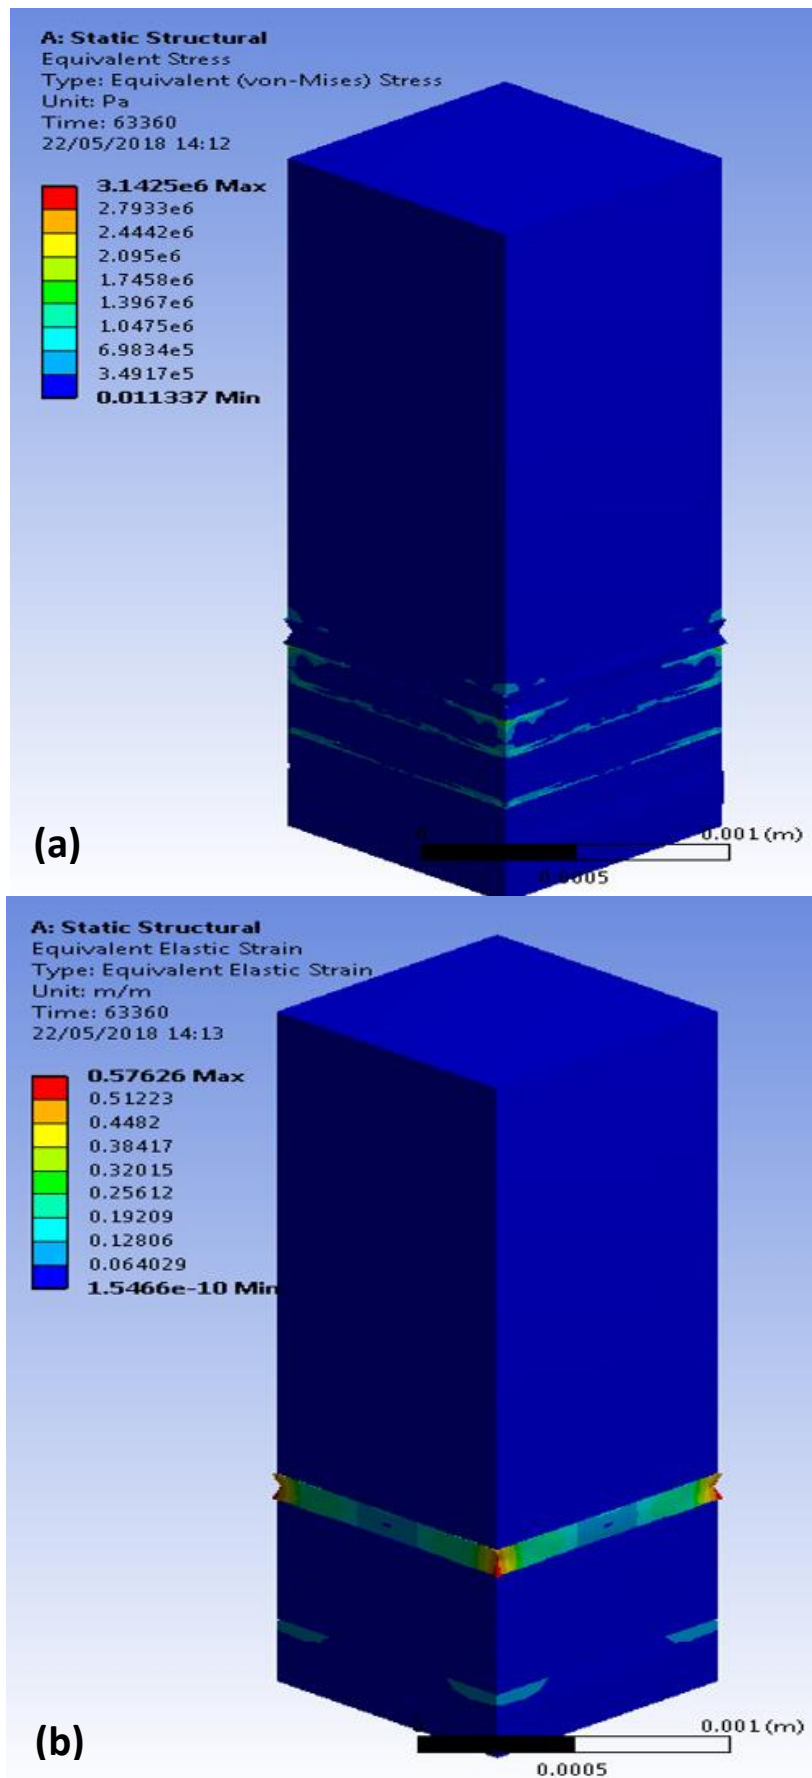 A: Static Structural
Equivalent Stress
Type: Equivalent (von-Mises) Stress
Unit: Pa
Time: 63360
22/05/2018 14:12
3.1425e6 Max
2.7933e6
2.4442e6
2.095e6
1.7458e6
1.3967e6
1.0475e6
6.9834e5
3.4917e5
0.011337 Min
0 0.001 (m)
0.0005
(a)
A: Static Structural
Equivalent Elastic Strain
Type: Equivalent Elastic Strain
Unit: m/m
Time: 63360
22/05/2018 14:13
0.57626 Max
0.51223
0.4482
0.38417
0.32015
0.25612
0.19209
0.12806
0.064029
1.5466e-10 Min
0.001 (m)
0.0005
(b)